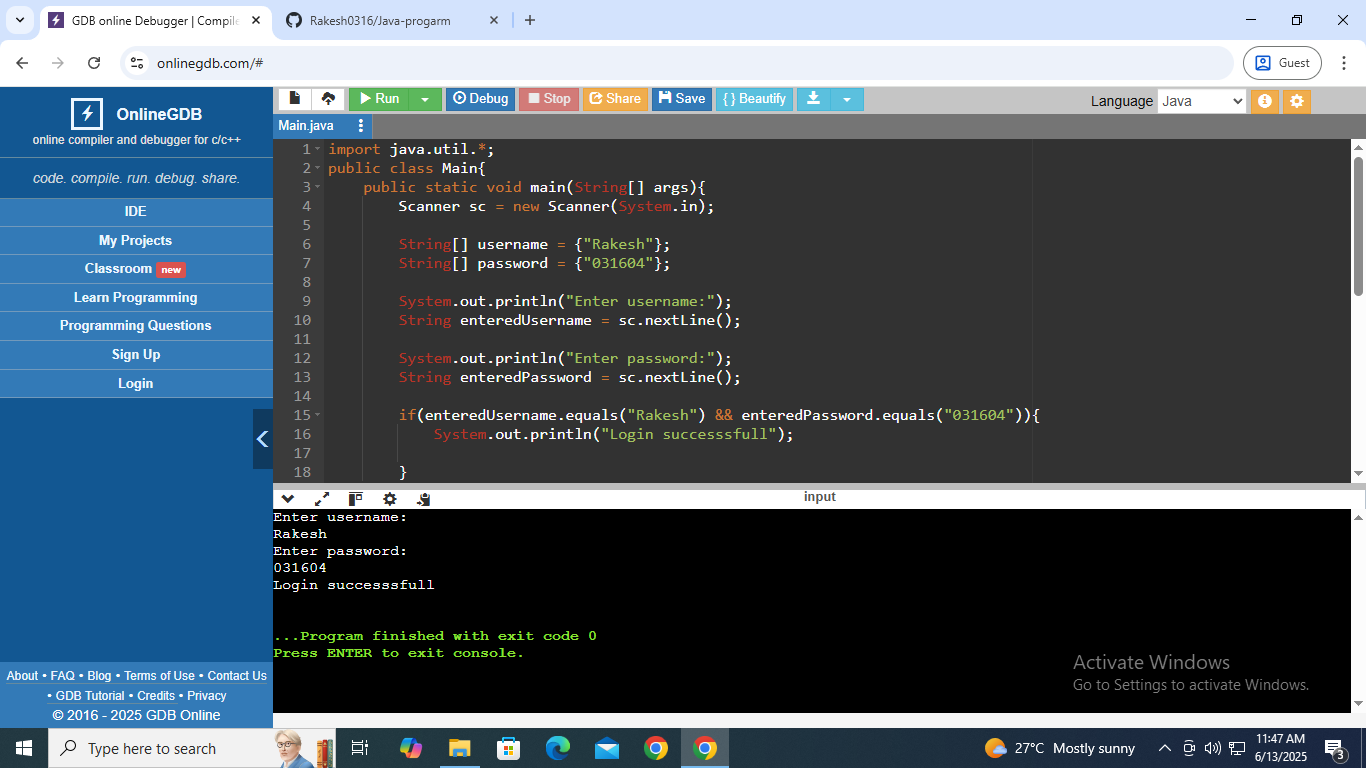 GDB online Debugger | Compile
Rakesh0316/Java-progarm
onlinegdb.com/#
Guest
OnlineGDB
online compiler and debugger for c/c++
code. compile. run. debug. share.
IDE
My Projects
Classroom new
Learn Programming
Programming Questions
Sign Up
Login
About • FAQ • Blog • Terms of Use • Contact Us
• GDB Tutorial • Credits • Privacy
© 2016 - 2025 GDB Online
Run Debug Stop Share Save { } Beautify
Language Java
Main.java
1 import java.util.*;
2 public class Main{
3 public static void main(String[] args){
4 Scanner sc = new Scanner(System.in);
5
6 String[] username = {"Rakesh"};
7 String[] password = {"031604"};
8
9 System.out.println("Enter username:");
10 String enteredUsername = sc.nextLine();
11
12 System.out.println("Enter password:");
13 String enteredPassword = sc.nextLine();
14
15 if(enteredUsername.equals("Rakesh") && enteredPassword.equals("031604")){
16 System.out.println("Login successsfull");
17
18 }
input
Enter username:
Rakesh
Enter password:
031604
Login successsfull
...Program finished with exit code 0
Press ENTER to exit console.
Activate Windows
Go to Settings to activate Windows.
Type here to search
27°C Mostly sunny
11:47 AM
6/13/2025
3